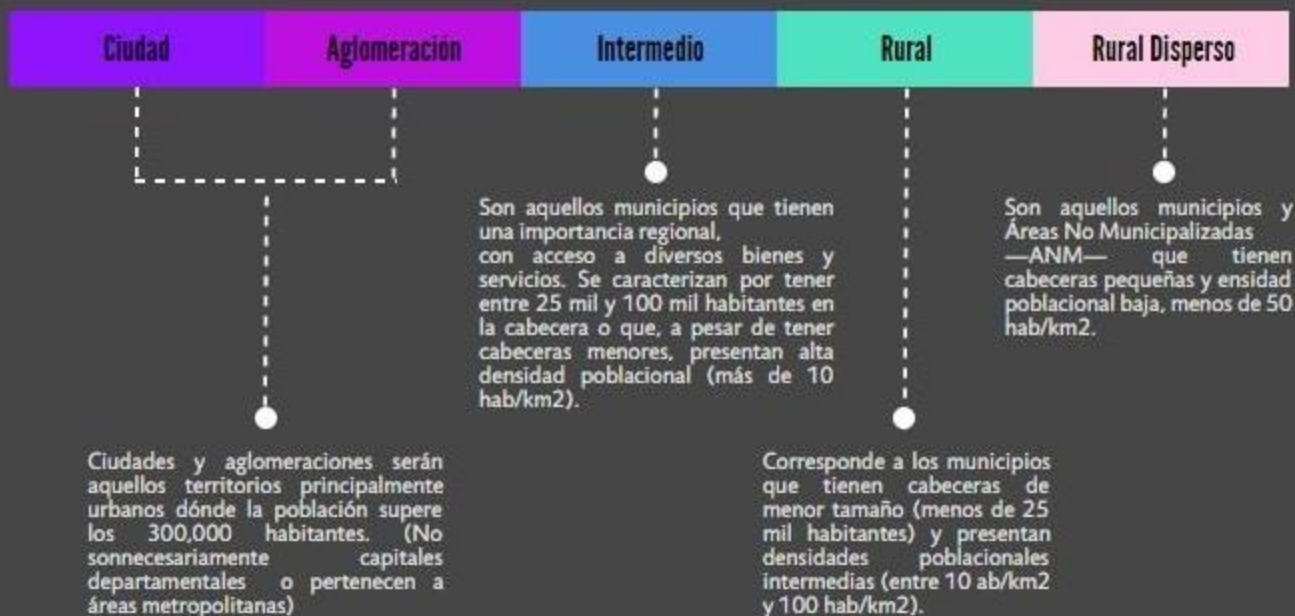 Ciudad
Aglomeración
Intermedio
Rural
Rural Disperso
Son aquellos municipios que tienen
una importancia regional,
con acceso a diversos bienes y
servicios. Se caracterizan por tener
entre 25 mil y 100 mil habitantes en
la cabecera o que, a pesar de tener
cabeceras menores, presentan alta
densidad poblacional (más de 10
hab/km2).
Son aquellos municipios y
Áreas No Municipalizadas
—ANM— que tienen
cabeceras pequeñas y ensidad
poblacional baja, menos de 50
hab/km2.
Ciudades y aglomeraciones serán
aquellos territorios principalmente
urbanos dónde la población supere
los 300,000 habitantes. (No
sonnecesariamente capitales
departamentales o pertenecen a
áreas metropolitanas)
Corresponde a los municipios
que tienen cabeceras de
menor tamaño (menos de 25
mil habitantes) y presentan
densidades poblacionales
intermedias (entre 10 ab/km2
y 100 hab/km2).